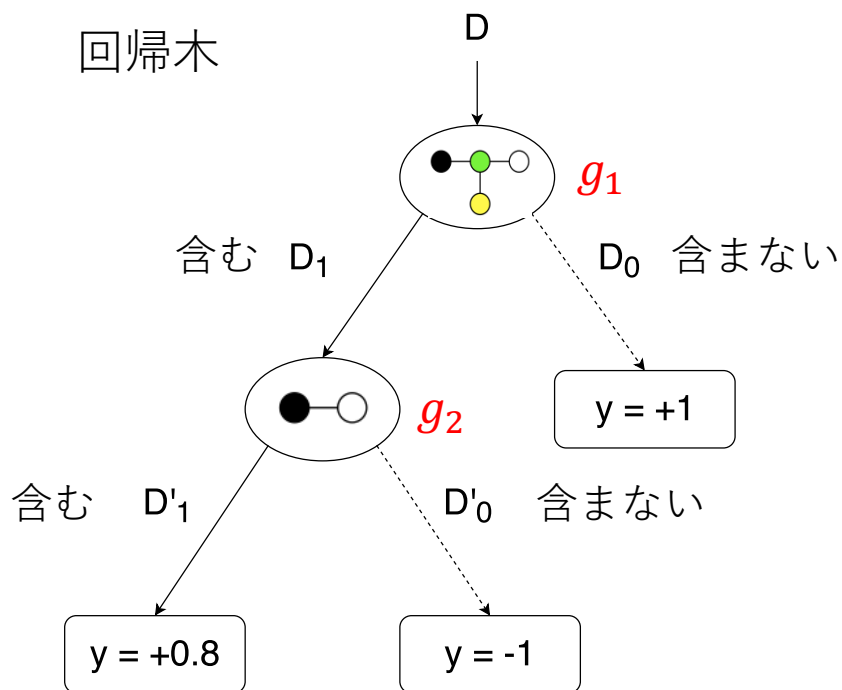 回帰木
D
g₁
含む D₁
D₀ 含まない
g₂
y = +1
含む D'₁
D'₀ 含まない
y = +0.8
y = -1